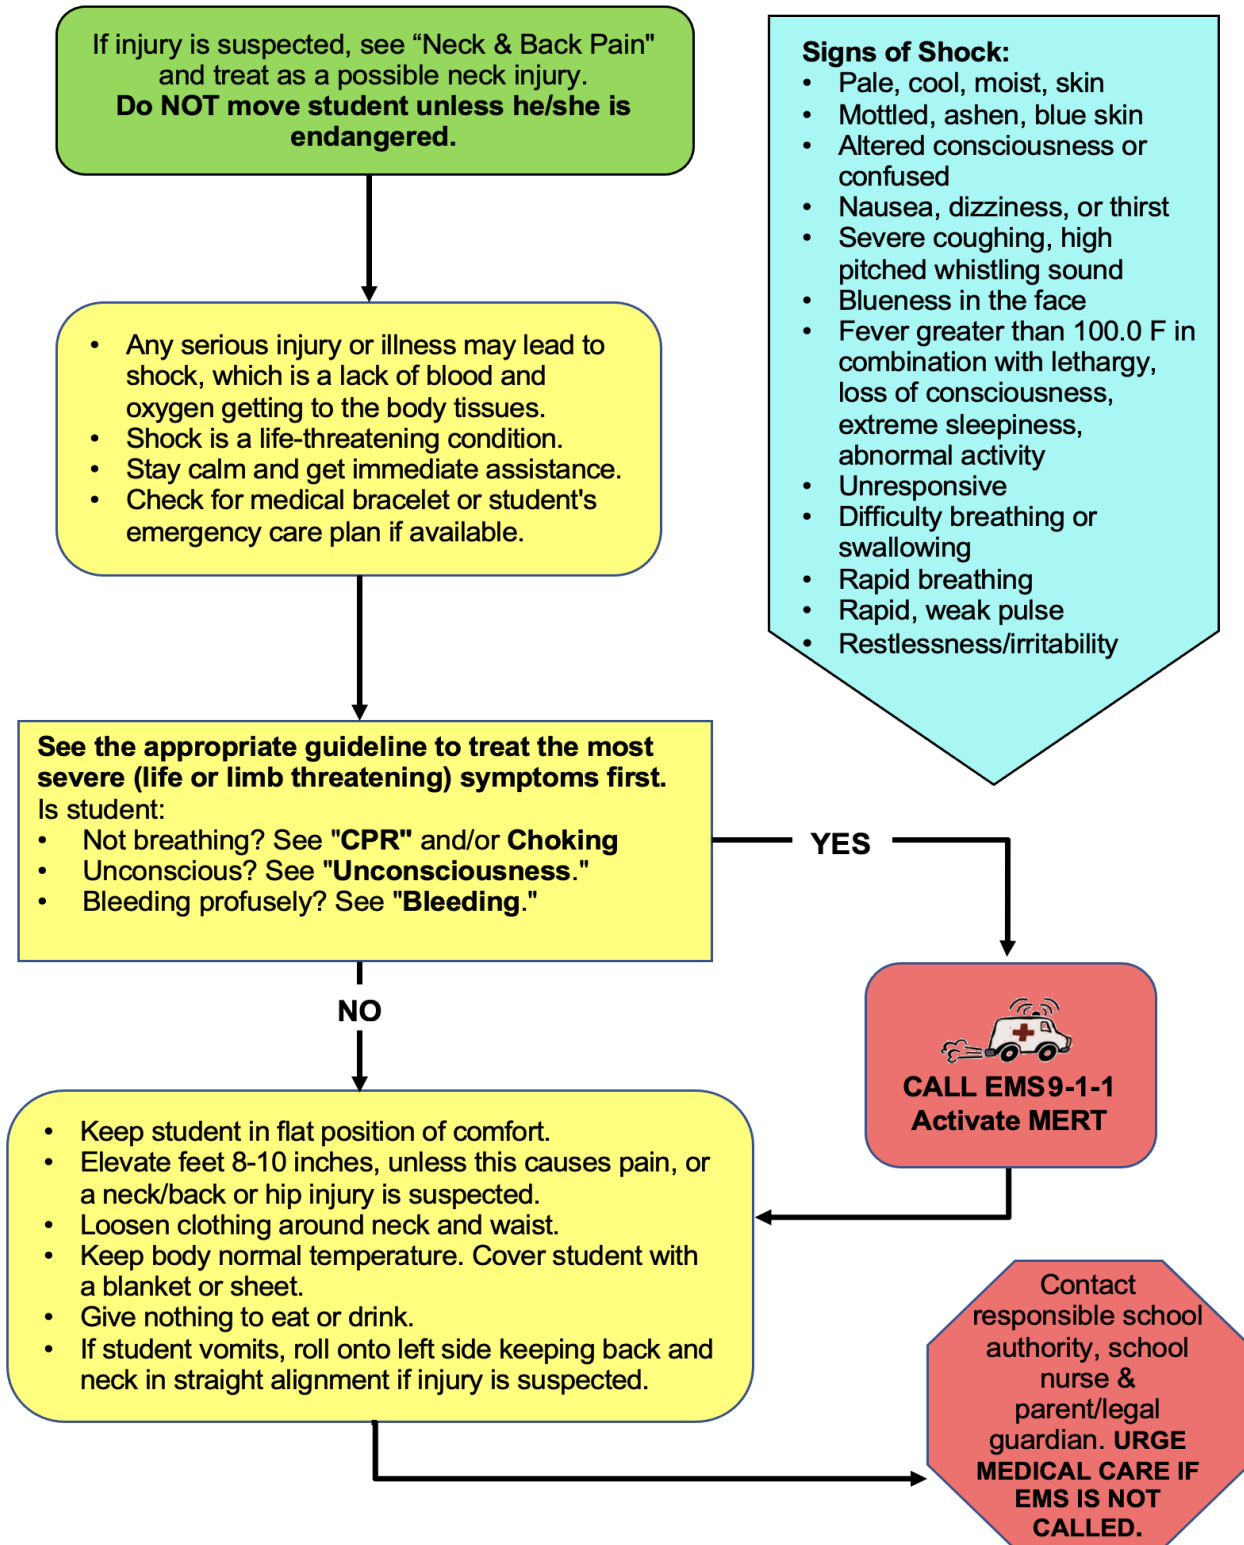 If injury is suspected, see “Neck & Back Pain"
and treat as a possible neck injury.
Do NOT move student unless he/she is
endangered.
Signs of Shock:
• Pale, cool, moist, skin
• Mottled, ashen, blue skin
• Altered consciousness or
confused
• Nausea, dizziness, or thirst
• Severe coughing, high
pitched whistling sound
• Blueness in the face
• Fever greater than 100.0 F in
combination with lethargy,
loss of consciousness,
extreme sleepiness,
abnormal activity
• Unresponsive
• Difficulty breathing or
swallowing
• Rapid breathing
• Rapid, weak pulse
• Restlessness/irritability
• Any serious injury or illness may lead to
shock, which is a lack of blood and
oxygen getting to the body tissues.
• Shock is a life-threatening condition.
• Stay calm and get immediate assistance.
• Check for medical bracelet or student's
emergency care plan if available.
See the appropriate guideline to treat the most
severe (life or limb threatening) symptoms first.
Is student:
• Not breathing? See "CPR" and/or Choking
• Unconscious? See "Unconsciousness."
• Bleeding profusely? See "Bleeding."
YES
NO
CALL EMS 9-1-1
Activate MERT
• Keep student in flat position of comfort.
• Elevate feet 8-10 inches, unless this causes pain, or
a neck/back or hip injury is suspected.
• Loosen clothing around neck and waist.
• Keep body normal temperature. Cover student with
a blanket or sheet.
• Give nothing to eat or drink.
• If student vomits, roll onto left side keeping back and
neck in straight alignment if injury is suspected.
Contact
responsible school
authority, school
nurse &
parent/legal
guardian. URGE
MEDICAL CARE IF
EMS IS NOT
CALLED.